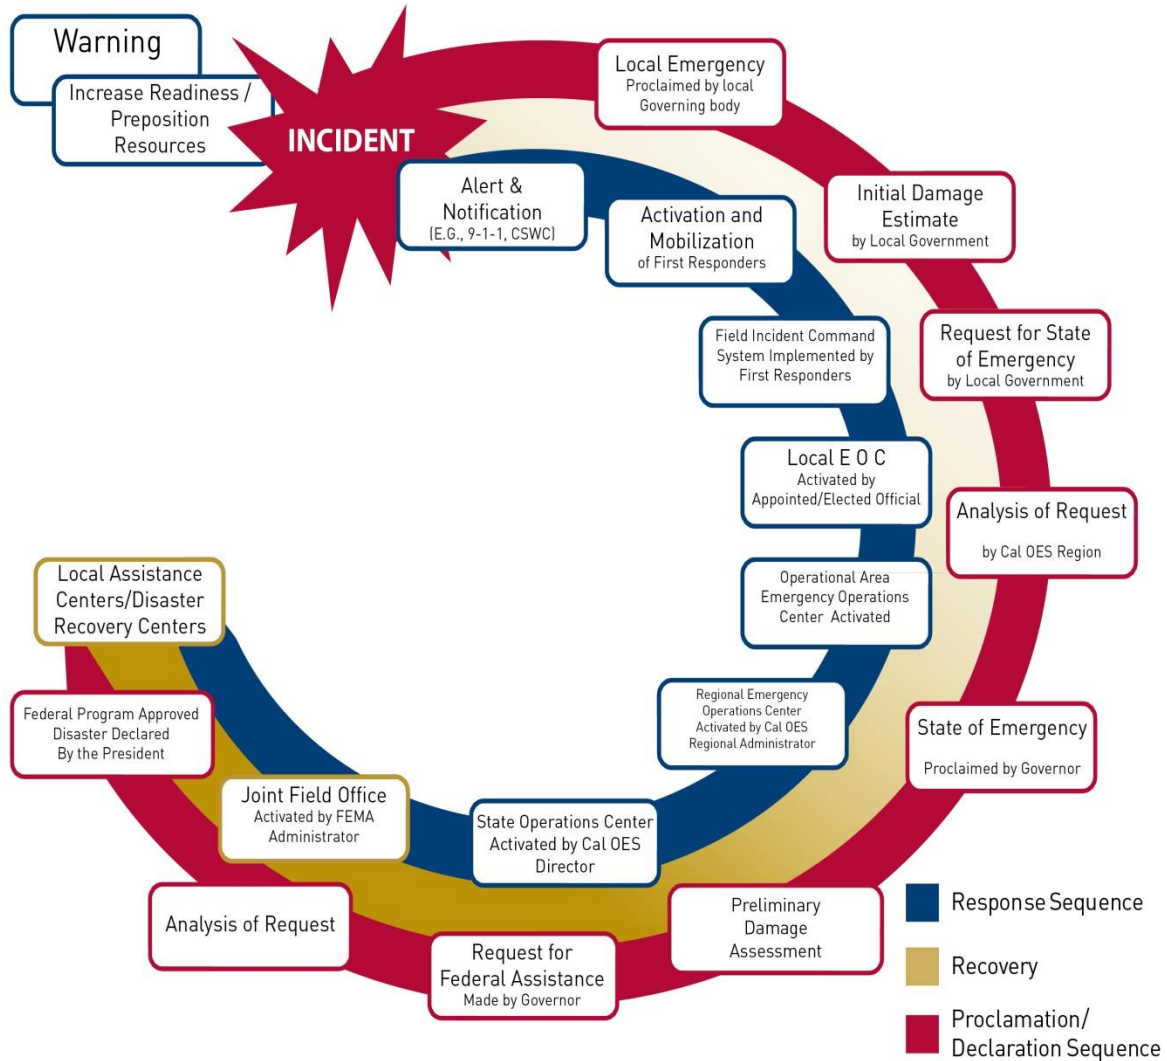 Warning
Increase Readiness /
Preposition
Resources
INCIDENT
Local Emergency
Proclaimed by local
Governing body
Alert &
Notification
(E.G., 9-1-1, CSWC)
Activation and
Mobilization
of First Responders
Initial Damage
Estimate
by Local Government
Field Incident Command
System Implemented by
First Responders
Request for State
of Emergency
by Local Government
Local E O C
Activated by
Appointed/Elected Official
Analysis of Request
by Cal OES Region
Operational Area
Emergency Operations
Center Activated
Local Assistance
Centers/Disaster
Recovery Centers
Regional Emergency
Operations Center
Activated by Cal OES
Regional Administrator
State of Emergency
Proclaimed by Governor
Federal Program Approved
Disaster Declared
By the President
Joint Field Office
Activated by FEMA
Administrator
State Operations Center
Activated by Cal OES
Director
Analysis of Request
Request for
Federal Assistance
Made by Governor
Preliminary
Damage
Assessment
Response Sequence
Recovery
Proclamation/
Declaration Sequence